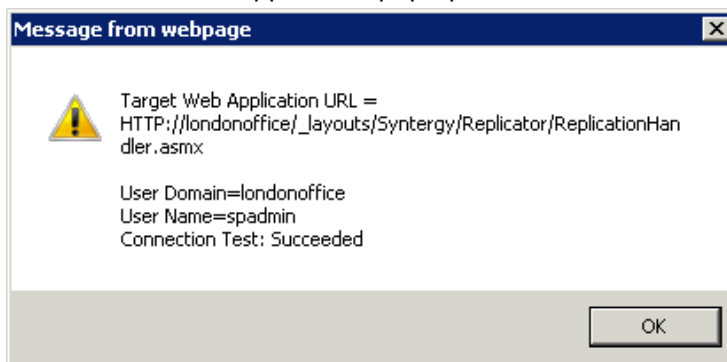 Message from webpage
Target Web Application URL =
HTTP://londonoffice/_layouts/Syntergy/Replicator/ReplicationHan
dler.asmx
User Domain=londonoffice
User Name=spadmin
Connection Test: Succeeded
OK